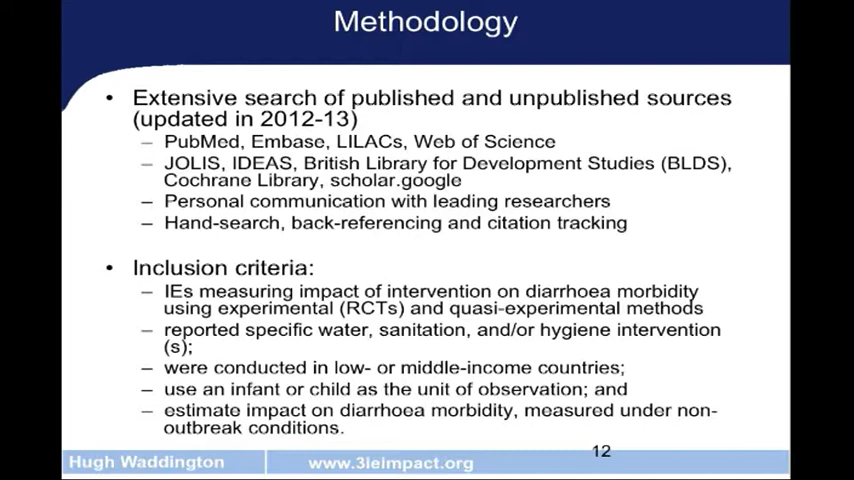 Methodology
• Extensive search of published and unpublished sources
(updated in 2012-13)
– PubMed, Embase, LILACs, Web of Science
– JOLIS, IDEAS, British Library for Development Studies (BLDS),
Cochrane Library, scholar.google
– Personal communication with leading researchers
– Hand-search, back-referencing and citation tracking
• Inclusion criteria:
– IEs measuring impact of intervention on diarrhoea morbidity
using experimental (RCTs) and quasi-experimental methods
– reported specific water, sanitation, and/or hygiene intervention
(s);
– were conducted in low- or middle-income countries;
– use an infant or child as the unit of observation; and
– estimate impact on diarrhoea morbidity, measured under non-
outbreak conditions.
12
Hugh Waddington
www.3ieimpact.org